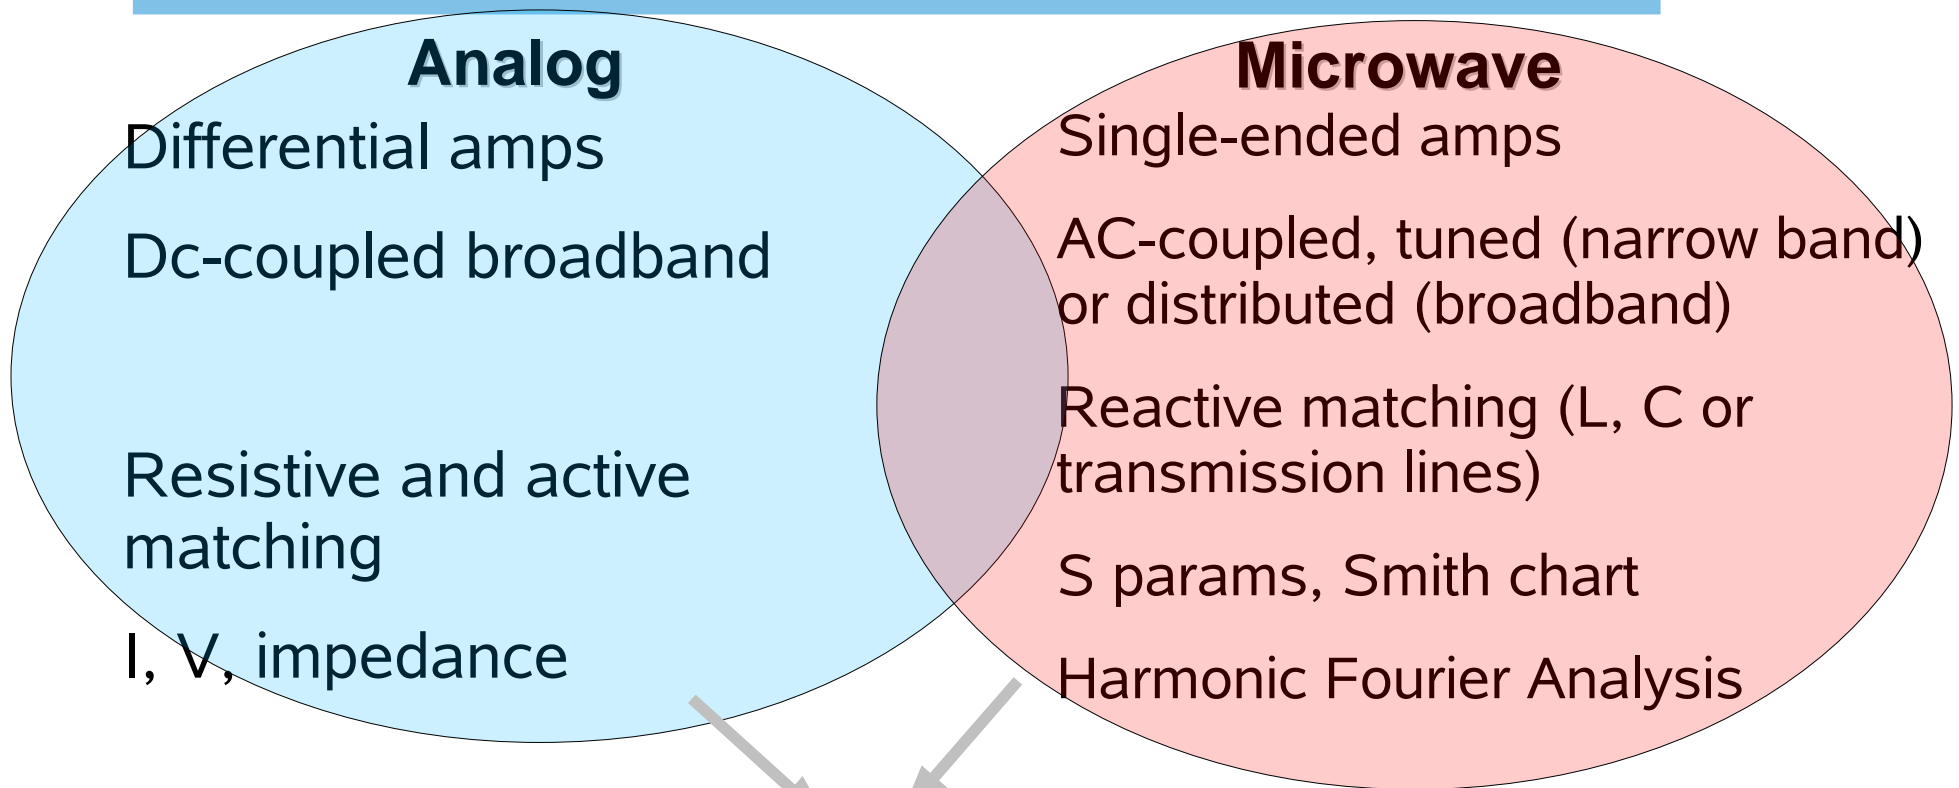 Analog
Differential amps
Dc-coupled broadband
Resistive and active
matching
I, V, impedance
Microwave
Single-ended amps
AC-coupled, tuned (narrow band)
or distributed (broadband)
Reactive matching (L, C or
transmission lines)
S params, Smith chart
Harmonic Fourier Analysis